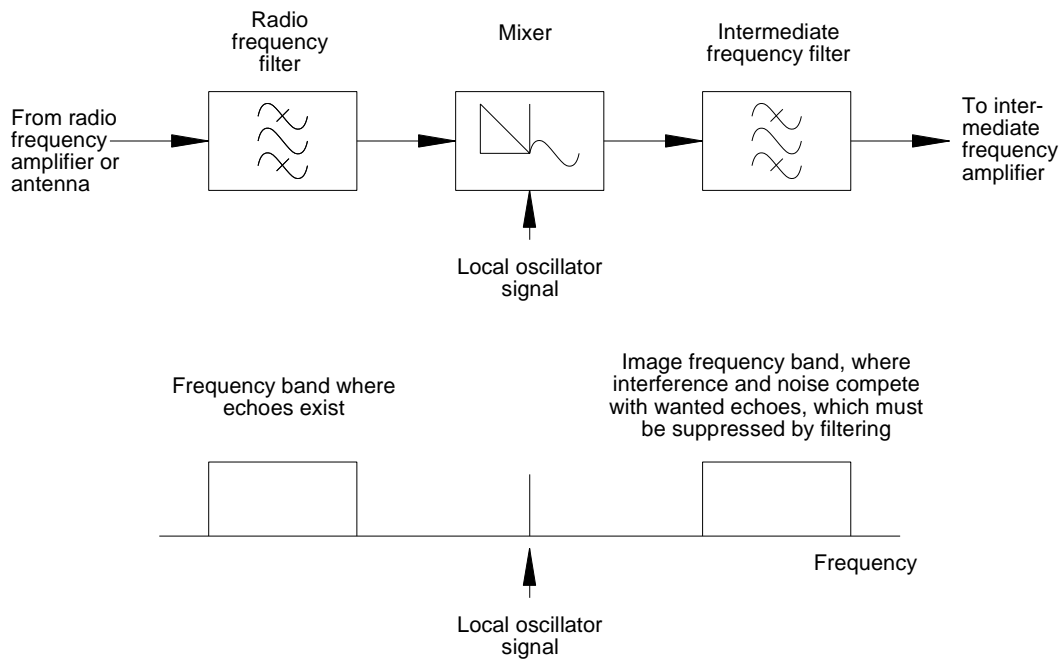 Radio
frequency
filter
Mixer
Intermediate
frequency filter
From radio
frequency
amplifier or
antenna
To inter-
mediate
frequency
amplifier
Local oscillator
signal
Frequency band where
echoes exist
Image frequency band, where
interference and noise compete
with wanted echoes, which must
be suppressed by filtering
Frequency
Local oscillator
signal